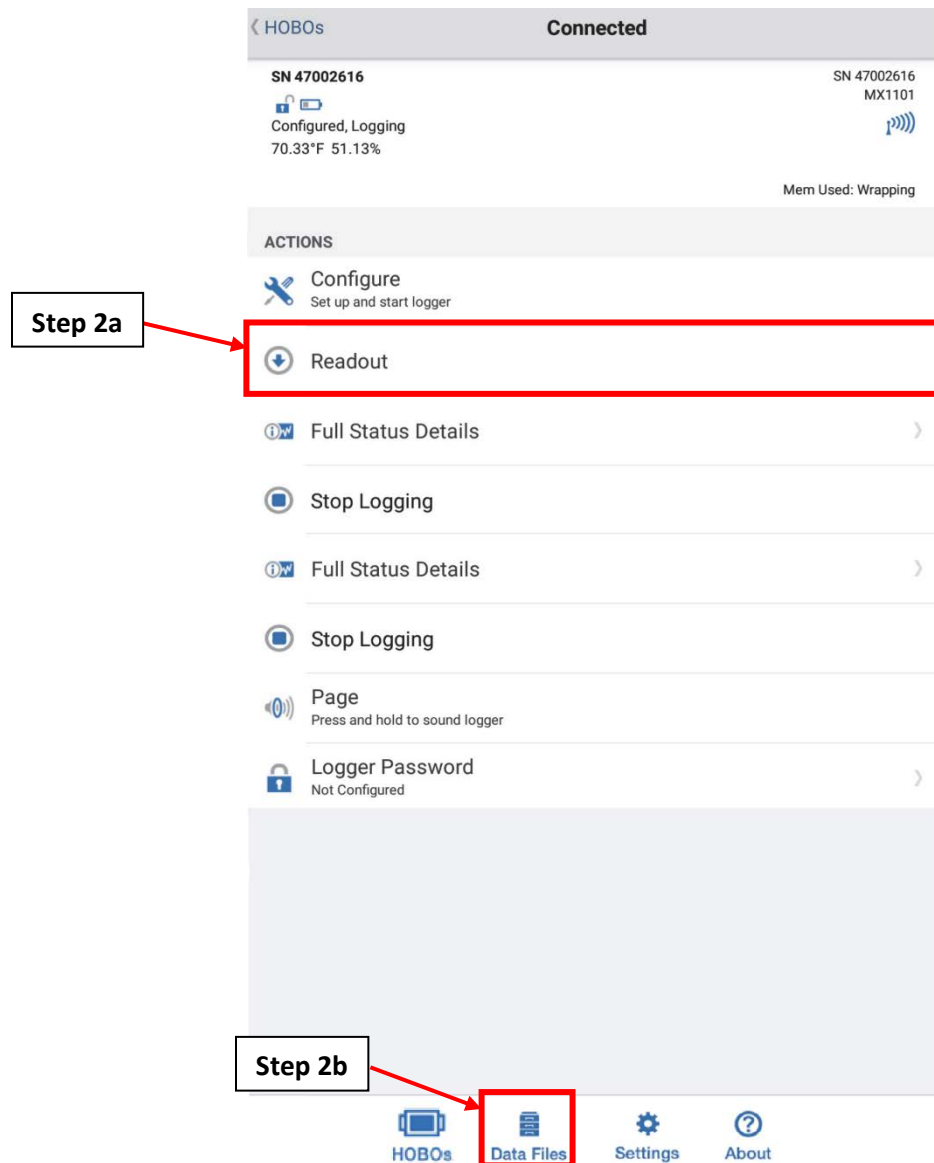 HOBOs
Connected
SN 47002616
SN 47002616
MX1101
Configured, Logging
70.33°F 51.13%
Mem Used: Wrapping
ACTIONS
Configure
Set up and start logger
Step 2a
Readout
Full Status Details
Stop Logging
Full Status Details
Stop Logging
Page
Press and hold to sound logger
Logger Password
Not Configured
Step 2b
HOBOs
Data Files
Settings
About